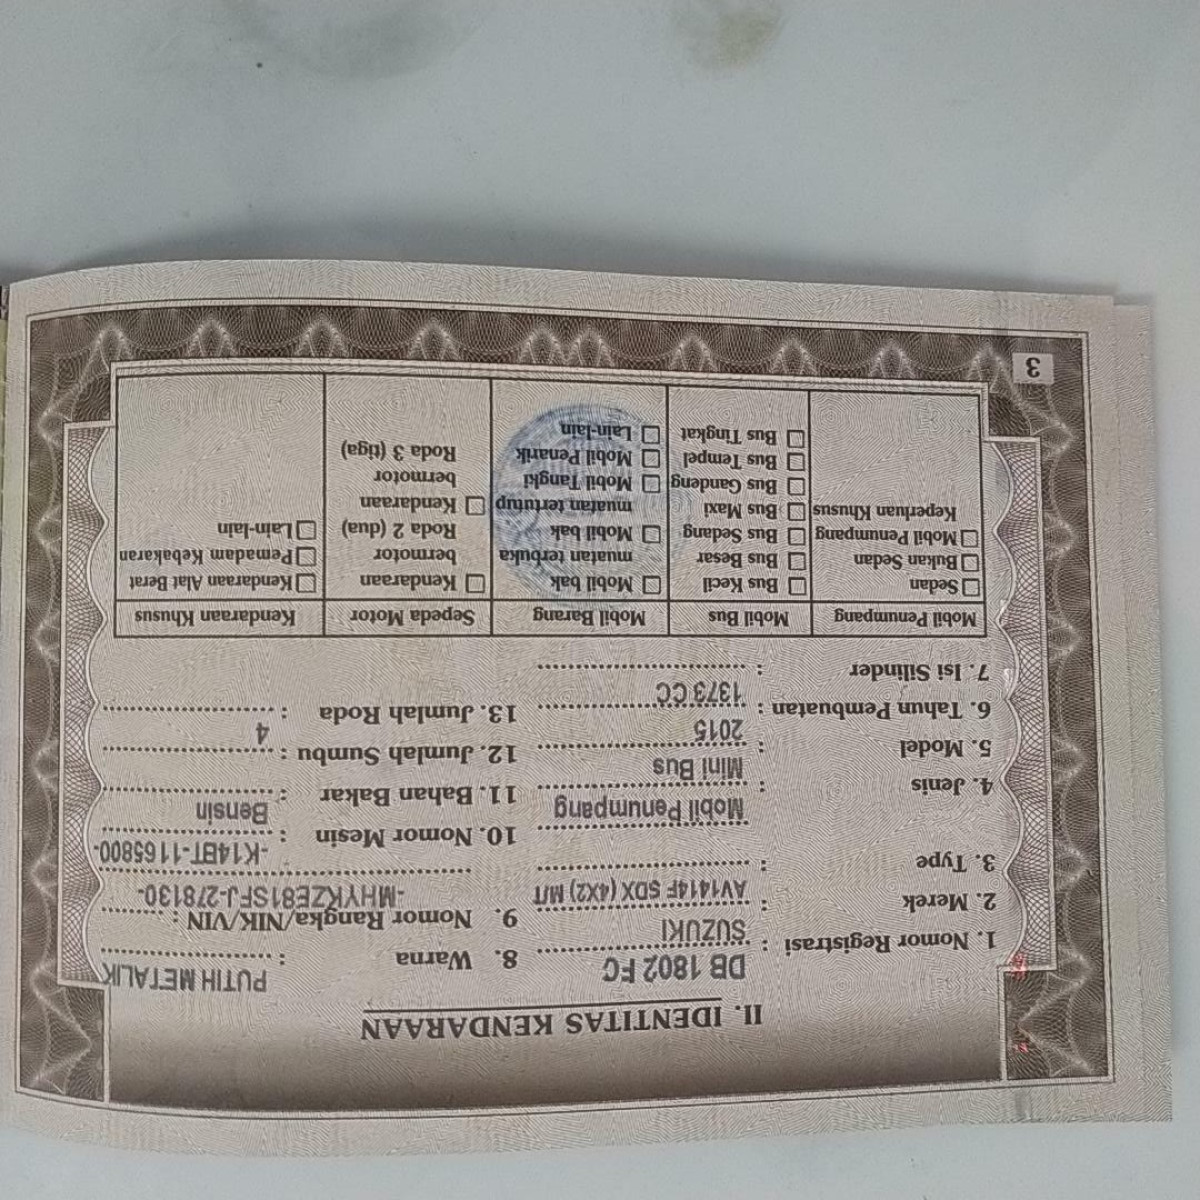 II. IDENTITAS KENDARAAN
1. Nomor Registrasi : DB 1802 FC
2. Merek : SUZUKI
3. Type : AV1414F SDX (4X2) M/T
4. Jenis : Mobil Penumpang
5. Model : Mini Bus
6. Tahun Pembuatan : 2015
7. Isi Silinder : 1373 CC
8. Warna : PUTIH METALIK
9. Nomor Rangka/NIK/VIN :
-MHYKZE81SFJ-278130-
10. Nomor Mesin : -K14BT-1165800-
11. Bahan Bakar : Bensin
12. Jumlah Sumbu :
13. Jumlah Roda : 4
Mobil Penumpang
Sedan
Bukan Sedan
Mobil Penumpang
Keperluan Khusus
Mobil Bus
Bus Kecil
Bus Besar
Bus Sedang
Bus Maxi
Bus Gandeng
Bus Tempel
Bus Tingkat
Mobil Barang
Mobil bak
muatan terbuka
Mobil bak
muatan tertutup
Mobil Tangki
Mobil Penarik
Lain-lain
Sepeda Motor
Kendaraan
bermotor
Roda 2 (dua)
Kendaraan
bermotor
Roda 3 (tiga)
Kendaraan Khusus
Kendaraan Alat Berat
Pemadam Kebakaran
Lain-lain
3